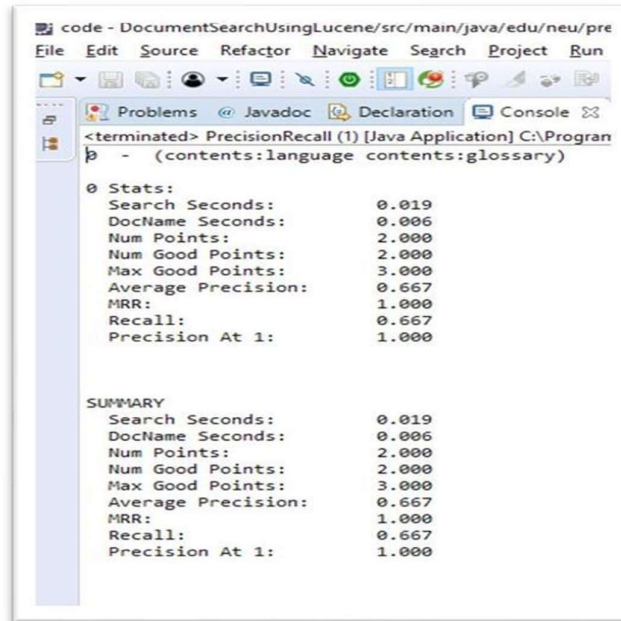 code - DocumentSearchUsingLucene/src/main/java/edu/neu/pre
File Edit Source Refactor Navigate Search Project Run
Problems @ Javadoc Declaration Console
<terminated> PrecisionRecall (1) [Java Application] C:\Program
0 - (contents:language contents:glossary)
0 Stats:
Search Seconds: 0.019
DocName Seconds: 0.006
Num Points: 2.000
Num Good Points: 2.000
Max Good Points: 3.000
Average Precision: 0.667
MRR: 1.000
Recall: 0.667
Precision At 1: 1.000
SUMMARY
Search Seconds: 0.019
DocName Seconds: 0.006
Num Points: 2.000
Num Good Points: 2.000
Max Good Points: 3.000
Average Precision: 0.667
MRR: 1.000
Recall: 0.667
Precision At 1: 1.000